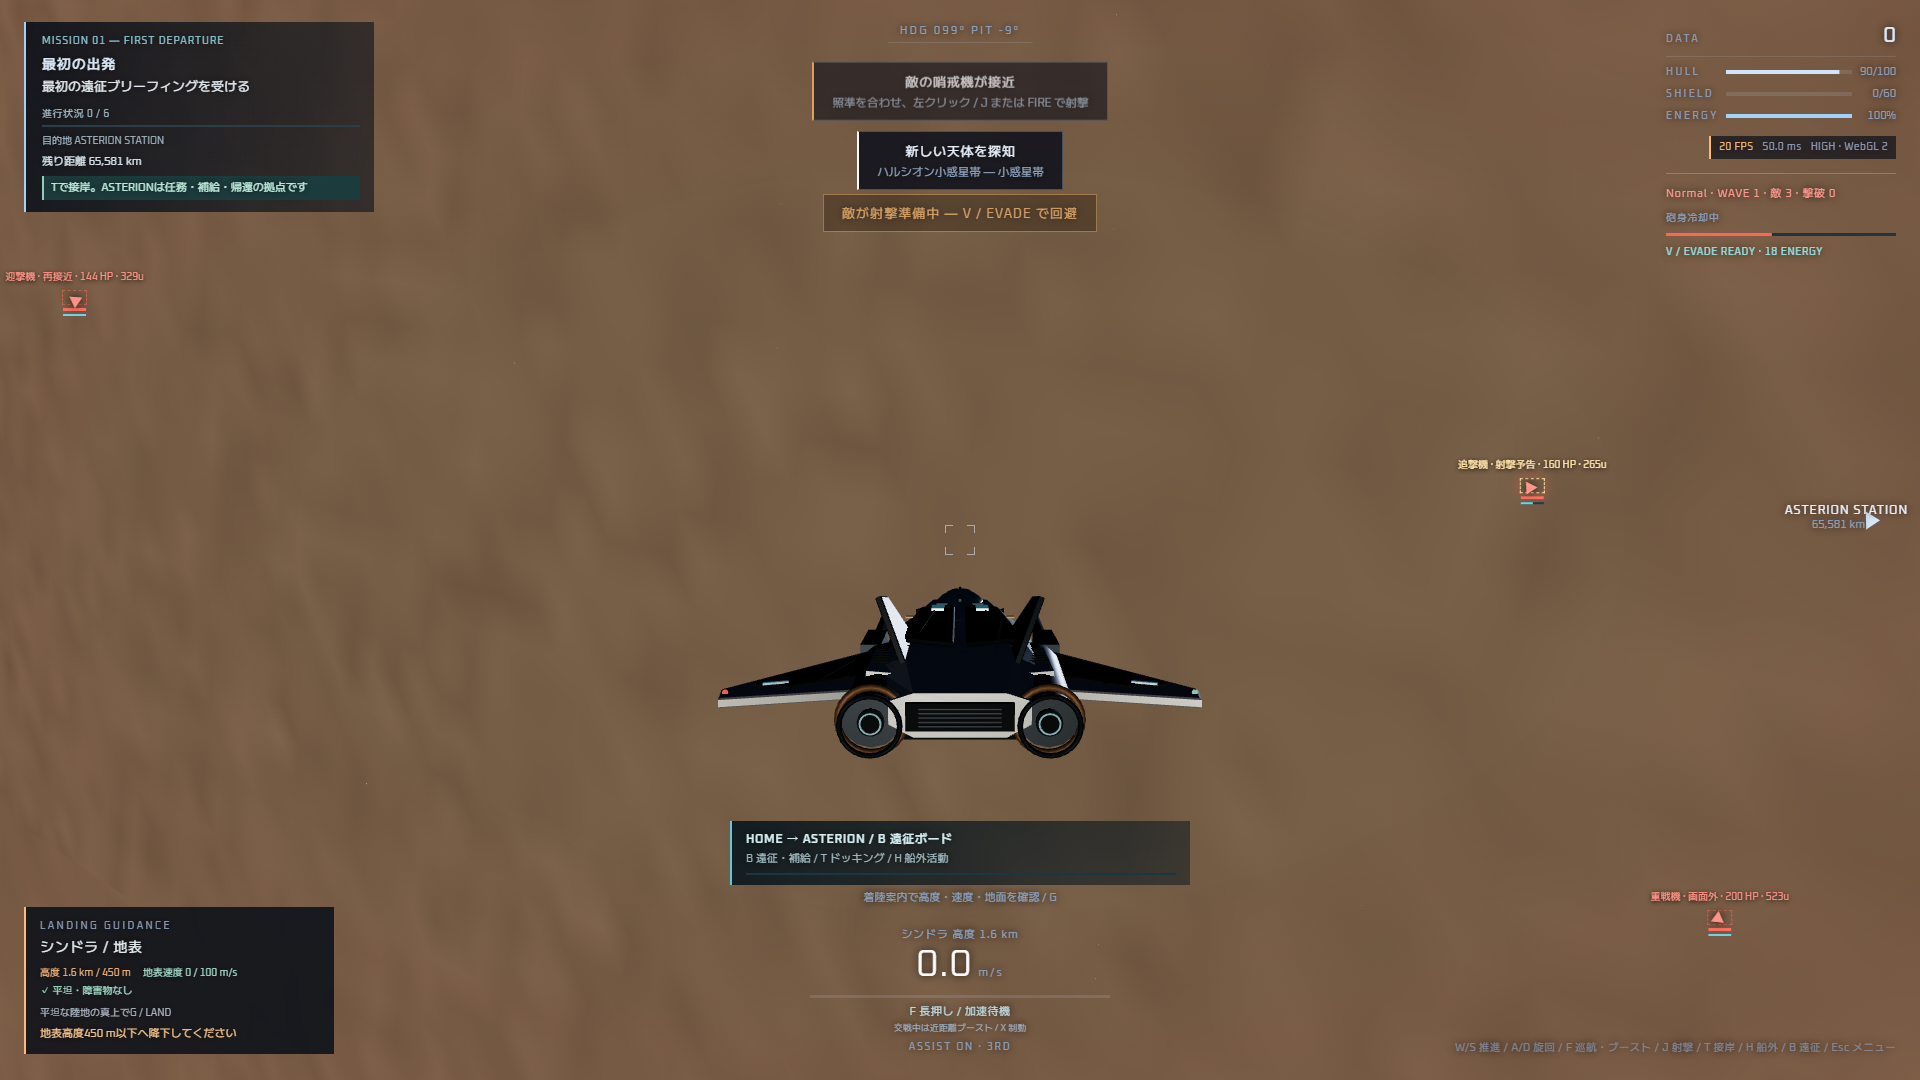 MISSION 01 — FIRST DEPARTURE
最初の出発
最初の遠征ブリーフィングを受ける
進行状況 0 / 6
目的地 ASTERION STATION
残り距離 65,581 km
Tで接岸。ASTERIONは任務・補給・帰還の拠点です
HDG 099° PIT -9°
敵の哨戒機が接近
照準を合わせ、左クリック / J または FIRE で射撃
新しい天体を探知
ハルシオン小惑星帯 — 小惑星帯
敵が射撃準備中 — V / EVADE で回避
DATA 0
HULL 90/100
SHIELD 0/60
ENERGY 100%
20 FPS 50.0 ms HIGH · WebGL 2
Normal · WAVE 1 · 敵 3 · 撃破 0
砲身冷却中
V / EVADE READY · 18 ENERGY
迎撃機 · 再接近 · 144 HP · 329u
追撃機 · 射撃予告 · 160 HP · 265u
ASTERION STATION
65,581 km
重戦機 · 画面外 · 200 HP · 523u
HOME → ASTERION / B 遠征ボード
B 遠征・補給 / T ドッキング / H 船外活動
着陸案内で高度・速度・地面を確認 / G
シンドラ 高度 1.6 km
0.0 m/s
F 長押し / 加速待機
交戦中は近距離ブースト / X 制動
ASSIST ON · 3RD
LANDING GUIDANCE
シンドラ / 地表
高度 1.6 km / 450 m 地表速度 0 / 100 m/s
✓ 平坦・障害物なし
平坦な陸地の真上でG / LAND
地表高度450 m以下へ降下してください
W/S 推進 / A/D 旋回 / F 巡航・ブースト / J 射撃 / T 接岸 / H 船外 / B 遠征 / Esc メニュー